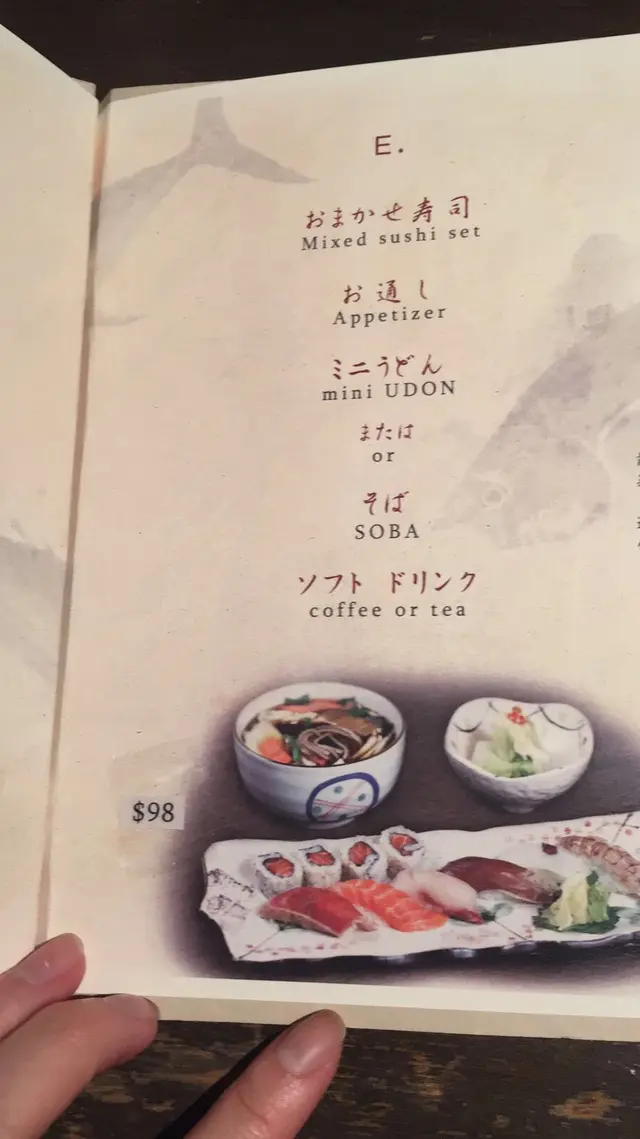 E.
おまかせ寿司
Mixed sushi set
お通し
Appetizer
ミニうどん
mini UDON
または
or
そば
SOBA
ソフト ドリンク
coffee or tea
$98